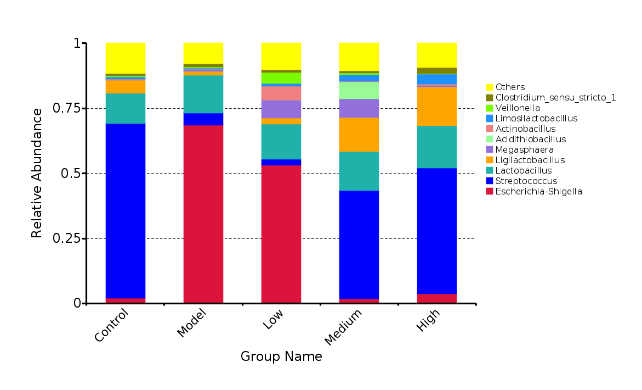 1
0.75
0.5
0.25
0
Relative Abundance
Control
Model
Low
Medium
High
Group Name
Others
Clostridium_sensu_stricto_1
Veillonella
Limosilactobacillus
Actinobacillus
Acidithiobacillus
Megasphaera
Ligilactobacillus
Lactobacillus
Streptococcus
Escherichia-Shigella